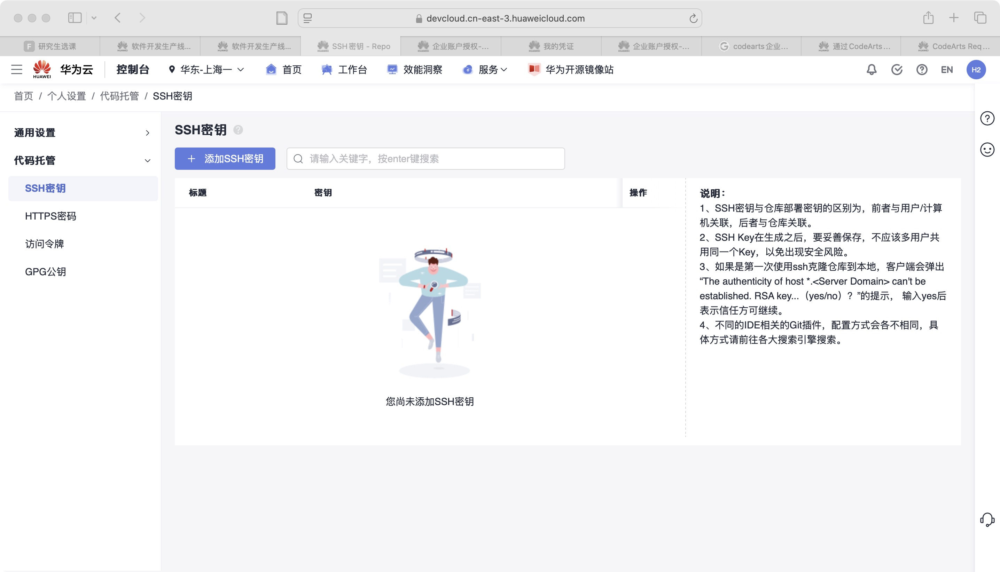 devcloud.cn-east-3.huaweicloud.com
F 研究生选课
HUAWEI 软件开发生产线...
HUAWEI 软件开发生产线...
HUAWEI SSH 密钥 - Repo
HUAWEI 企业账户授权-...
HUAWEI 我的凭证
HUAWEI 企业账户授权-...
G codearts 企业...
HUAWEI 通过 CodeArts ...
HUAWEI CodeArts Req...
HUAWEI 华为云
控制台
华东-上海一
首页
工作台
效能洞察
服务
华为开源镜像站
EN
H2
首页 / 个人设置 / 代码托管 / SSH密钥
通用设置
代码托管
SSH密钥
HTTPS密码
访问令牌
GPG公钥
SSH密钥 ?
+ 添加SSH密钥
请输入关键字，按enter键搜索
标题 密钥 操作
您尚未添加SSH密钥
说明：
1、SSH密钥与仓库部署密钥的区别为，前者与用户/计算
机关联，后者与仓库关联。
2、SSH Key在生成之后，要妥善保存，不应该多用户共
用同一个Key，以免出现安全风险。
3、如果是第一次使用ssh克隆仓库到本地，客户端会弹出
“The authenticity of host *.<Server Domain> can't be
established. RSA key...（yes/no）？”的提示， 输入yes后
表示信任方可继续。
4、不同的IDE相关的Git插件，配置方式会各不相同，具
体方式请前往各大搜索引擎搜索。